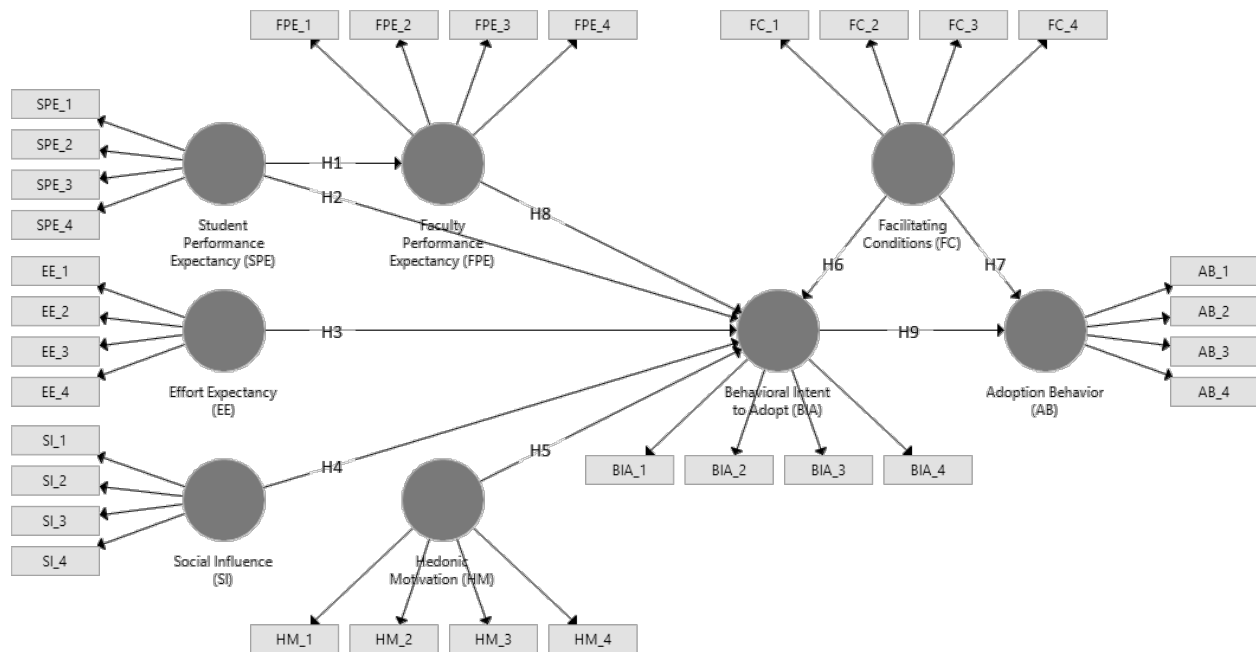 FPE_1
FPE_2
FPE_3
FPE_4
FC_1
FC_2
FC_3
FC_4
SPE_1
SPE_2
SPE_3
SPE_4
H1
H2
H8
Student
Performance
Expectancy (SPE)
Faculty
Performance
Expectancy (FPE)
Facilitating
Conditions (FC)
H6
H7
EE_1
EE_2
EE_3
EE_4
H3
H9
AB_1
AB_2
AB_3
AB_4
Effort Expectancy
(EE)
Behavioral Intent
to Adopt (BIA)
Adoption Behavior
(AB)
SI_1
SI_2
SI_3
SI_4
H4
H5
BIA_1
BIA_2
BIA_3
BIA_4
Social Influence
(SI)
Hedonic
Motivation (HM)
HM_1
HM_2
HM_3
HM_4